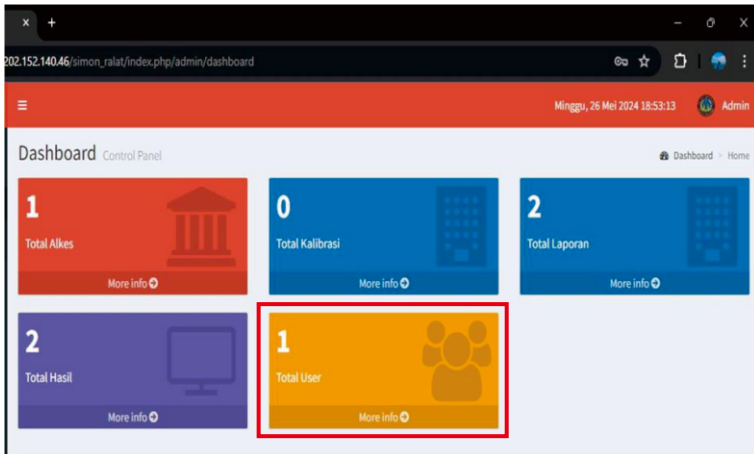 202.152.140.46/simon_ralat/index.php/admin/dashboard
Minggu, 26 Mei 2024 18:53:13 Admin
Dashboard Control Panel
Dashboard > Home
1
Total Alkes
More info
0
Total Kalibrasi
More info
2
Total Laporan
More info
2
Total Hasil
More info
1
Total User
More info